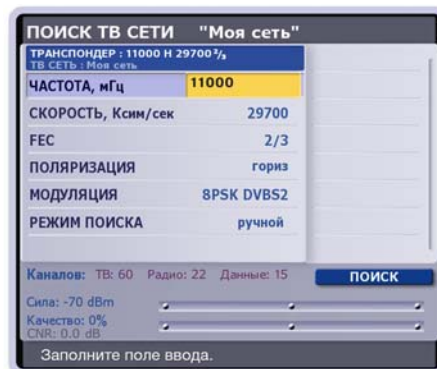 ПОИСК ТВ СЕТИ "Моя сеть"
ТРАНСПОНДЕР : 11000 H 29700 ²/₃
ТВ СЕТЬ : Моя сеть
ЧАСТОТА, мГц 11000
СКОРОСТЬ, Ксим/сек 29700
FEC 2/3
ПОЛЯРИЗАЦИЯ гориз
МОДУЛЯЦИЯ 8PSK DVBS2
РЕЖИМ ПОИСКА ручной
Каналов: ТВ: 60 Радио: 22 Данные: 15 ПОИСК
Сила: -70 dBm
Качество: 0%
CNR: 0.0 dB
Заполните поле ввода.